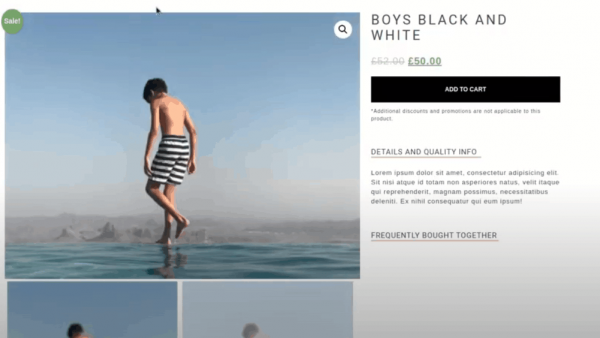 Sale!
BOYS BLACK AND
WHITE
£52.00 £50.00
ADD TO CART
*Additional discounts and promotions are not applicable to this
product.
DETAILS AND QUALITY INFO
Lorem ipsum dolor sit amet, consectetur adipisicing elit.
Sit nisi atque id totam non asperiores natus, velit itaque
qui reprehenderit, magnam possimus, necessitatibus
deleniti. Ex nihil consequatur qui eum ipsum!
FREQUENTLY BOUGHT TOGETHER